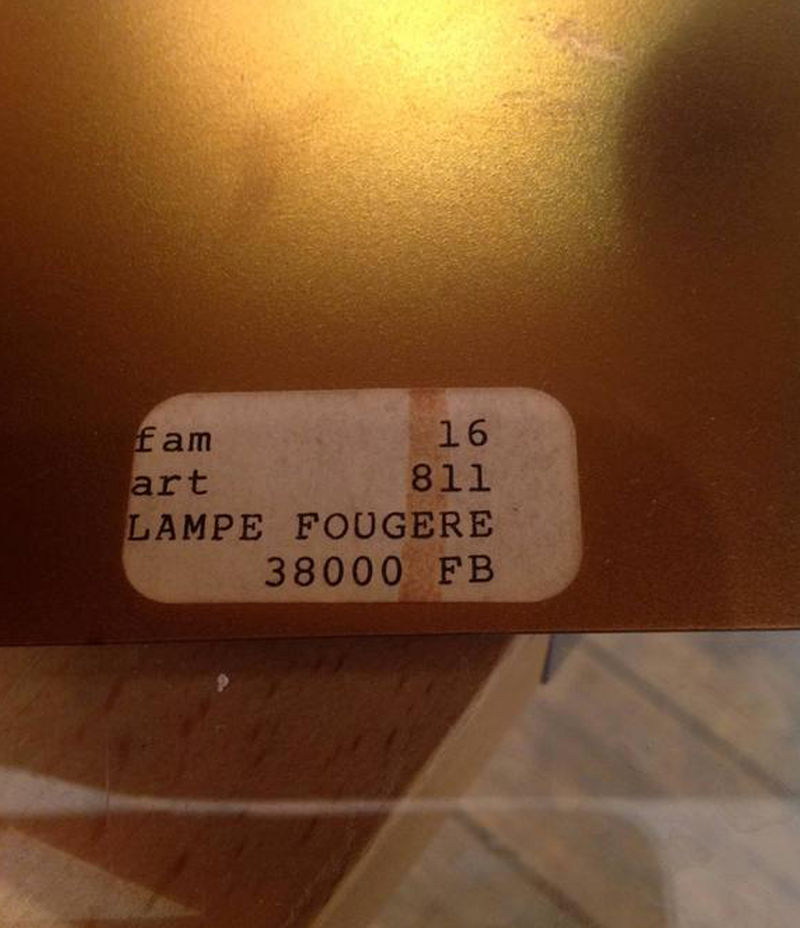 fam 16
art 811
LAMPE FOUGERE
38000 FB